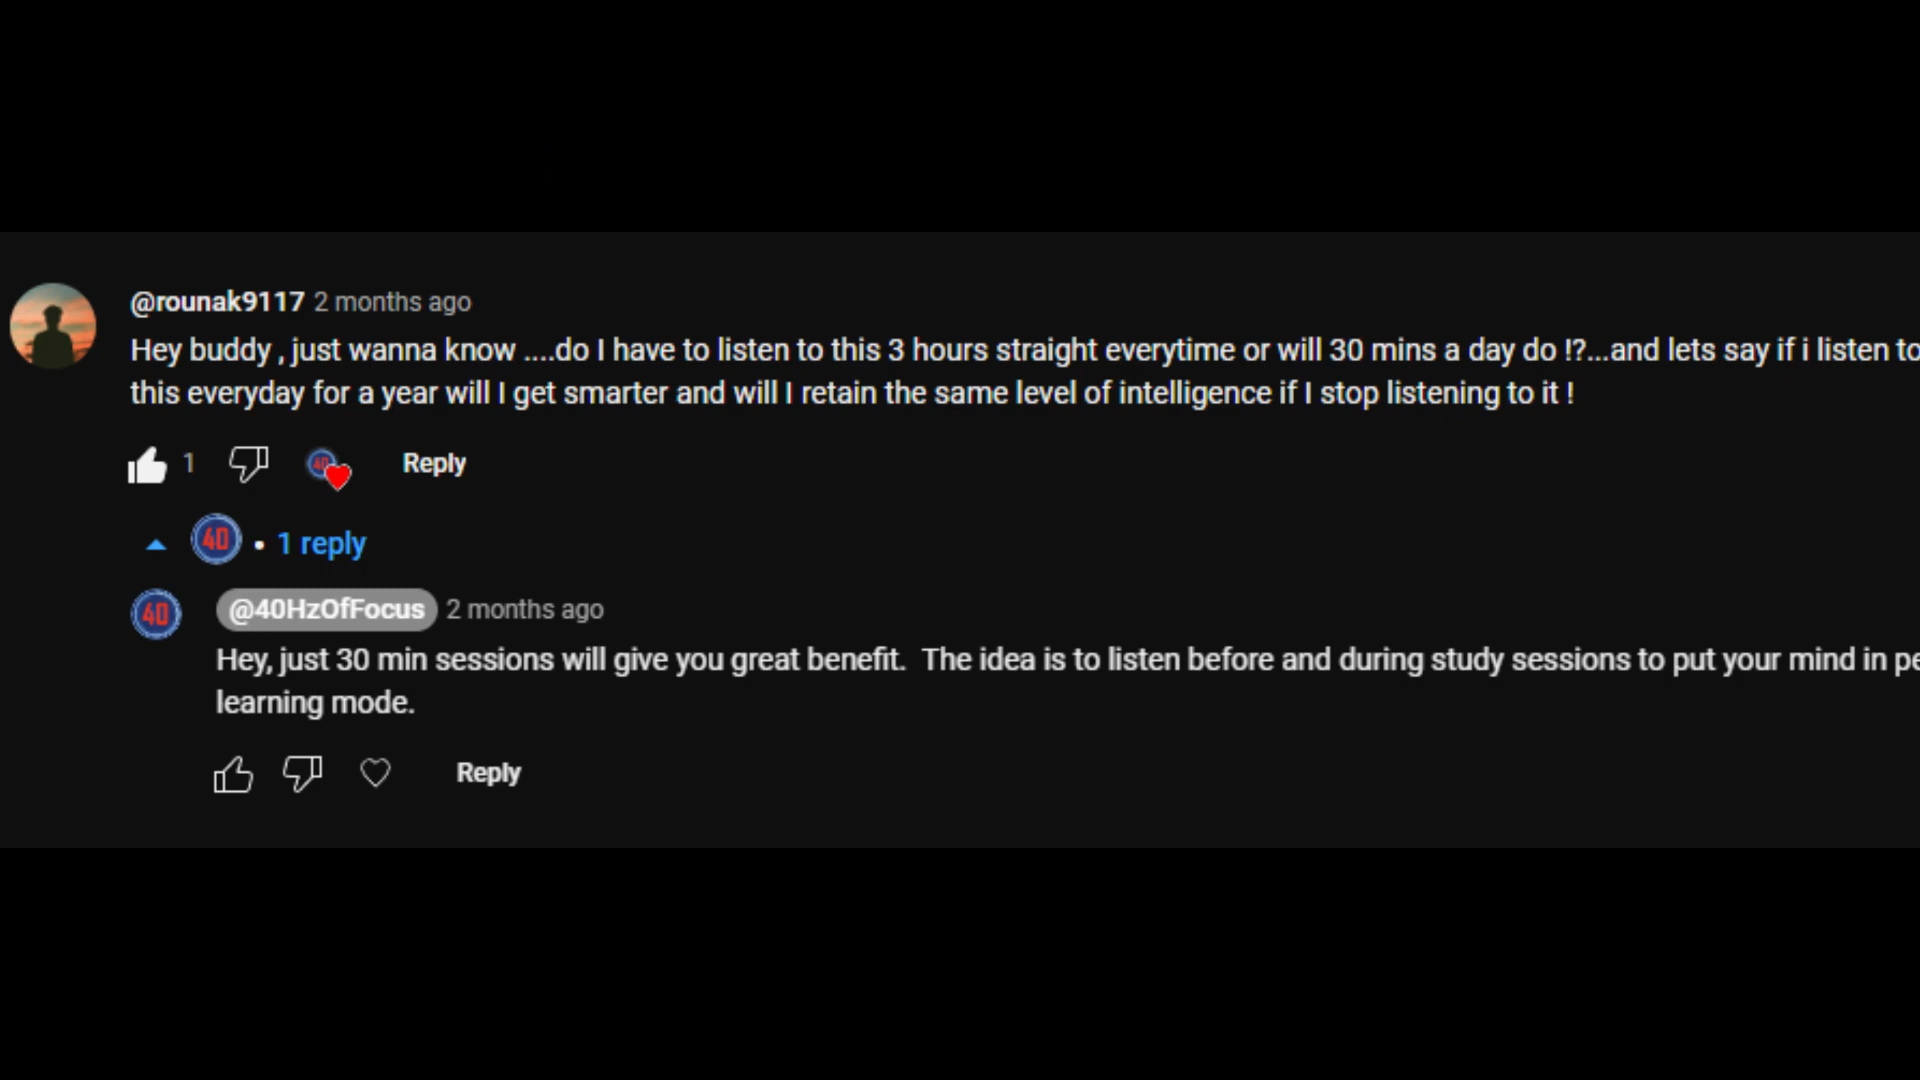 @rounak9117 2 months ago
Hey buddy , just wanna know ....do I have to listen to this 3 hours straight everytime or will 30 mins a day do !?...and lets say if i listen to
this everyday for a year will I get smarter and will I retain the same level of intelligence if I stop listening to it !
1 40 Reply
40 • 1 reply
40 @40HzOfFocus 2 months ago
Hey, just 30 min sessions will give you great benefit. The idea is to listen before and during study sessions to put your mind in
learning mode.
Reply